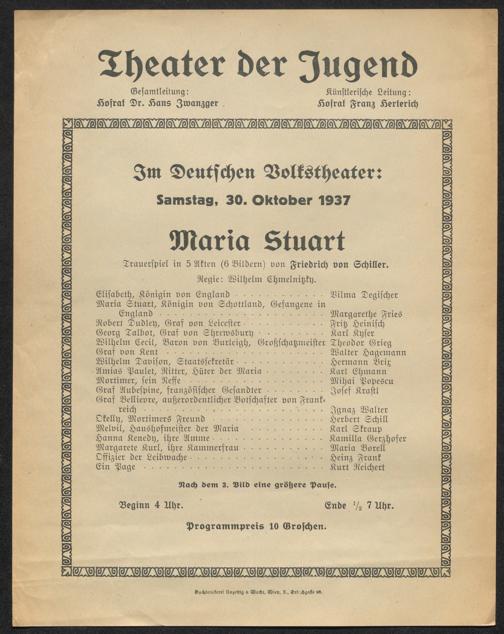 Theater der Jugend
Gesamtleitung:
Hofrat Dr. Hans Zwanzger
Künstlerische Leitung:
Hofrat Franz Herterich
Im Deutschen Volkstheater:
Samstag, 30. Oktober 1937
Maria Stuart
Trauerspiel in 5 Akten (6 Bildern) von Friedrich von Schiller.
Regie: Wilhelm Chmelnitzky.
Elisabeth, Königin von England Vilma Degischer
Maria Stuart, Königin von Schottland, Gefangene in
England Margarethe Fries
Robert Dudley, Graf von Leicester Fritz Heinisch
Georg Talbot, Graf von Shrewsbury Karl Kyser
Wilhelm Cecil, Baron von Burleigh, Großschatzmeister Theodor Grieg
Graf von Kent Walter Hagemann
Wilhelm Davison, Staatssekretär Hermann Brix
Amias Paulet, Ritter, Hüter der Maria Karl Ehmann
Mortimer, sein Neffe Mihai Popescu
Graf Aubespine, französischer Gesandter Josef Krastl
Graf Bellievre, außerordentlicher Botschafter von Frank-
reich Ignaz Walter
Okelly, Mortimers Freund Herbert Schill
Melvil, Haushofmeister der Maria Karl Skraup
Hanna Kenedy, ihre Amme Kamilla Gerzhofer
Margarete Kurl, ihre Kammerfrau Maria Borell
Offizier der Leibwache Heinz Frank
Ein Page Kurt Reichert
Nach dem 3. Bild eine größere Pause.
Beginn 4 Uhr. Ende ½ 7 Uhr.
Programmpreis 10 Groschen.
Buchdruckerei Wien,